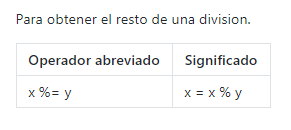 Para obtener el resto de una division.
Operador abreviado Significado
x %= y x = x % y